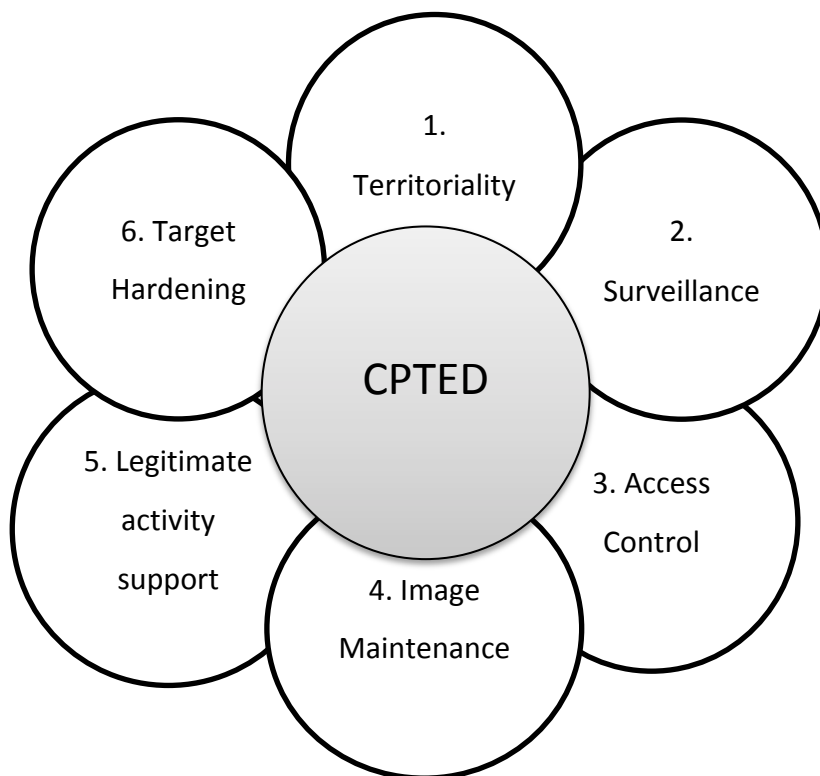 1.
Territoriality
2.
Surveillance
3. Access
Control
4. Image
Maintenance
5. Legitimate
activity
support
6. Target
Hardening
CPTED